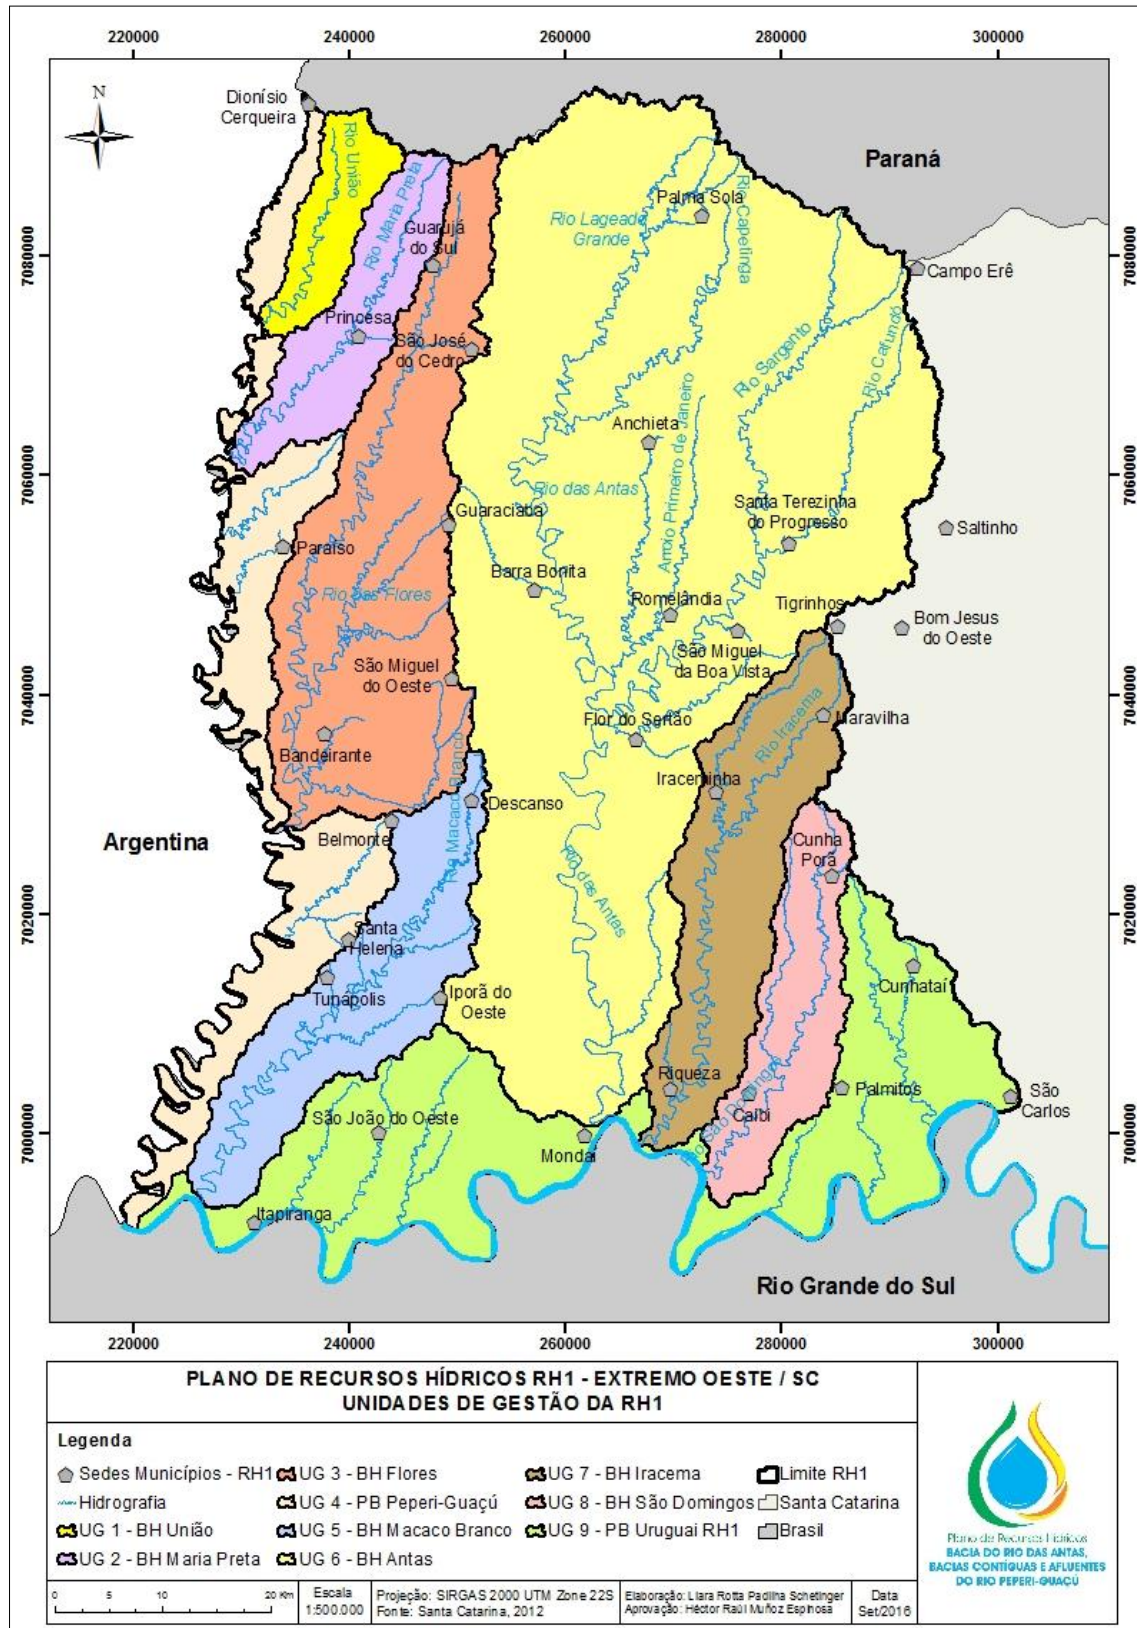 220000 240000 260000 280000 300000
N
Dionísio
Cerqueira
Paraná
Rio União
Rio Maria Preta
Palma Sola
Rio Capetinga
Rio Lageado
Grande
Guarujá
do Sul
7080000
7080000
Campo Erê
Princesa
São José
do Cedro
Rio Sargento
Rio Cafundó
Arroio Primeiro de Janeiro
Anchieta
7060000
7060000
Rio das Antas
Santa Terezinha
do Progresso
Guaraciaba
Saltinho
Paraíso
Barra Bonita
Rio das Flores
Romelândia
Tigrinhos
Bom Jesus
do Oeste
São Miguel
da Boa Vista
São Miguel
do Oeste
7040000
7040000
Flor do Sertão
Maravilha
Rio Iracema
Bandeirante
Rio Macaco Branco
Iraceminha
Descanso
Argentina
Belmonte
Cunha
Porã
Rio das Antas
7020000
7020000
Santa
Helena
Cunhataí
Tunápolis
Iporã do
Oeste
Riqueza
Palmitos
São
Carlos
Caibi
Rio São Domingos
São João do Oeste
7000000
7000000
Mondaí
Itapiranga
Rio Grande do Sul
220000 240000 260000 280000 300000
PLANO DE RECURSOS HÍDRICOS RH1 - EXTREMO OESTE / SC
UNIDADES DE GESTÃO DA RH1
Legenda
Sedes Municípios - RH1 UG 3 - BH Flores UG 7 - BH Iracema Limite RH1
Hidrografia UG 4 - PB Peperi-Guaçú UG 8 - BH São Domingos Santa Catarina
UG 1 - BH União UG 5 - BH Macaco Branco UG 9 - PB Uruguai RH1 Brasil
UG 2 - BH Maria Preta UG 6 - BH Antas
Plano de Recursos Hídricos
BACIA DO RIO DAS ANTAS,
BACIAS CONTÍGUAS E AFLUENTES
DO RIO PEPERI-GUAÇÚ
0 5 10 20 Km
Escala
1:500.000
Projeção: SIRGAS 2000 UTM Zone 22S
Fonte: Santa Catarina, 2012
Elaboração: Liara Rotta Padilha Schetinger
Aprovação: Héctor Raúl Muñoz Espinosa
Data
Set/2016